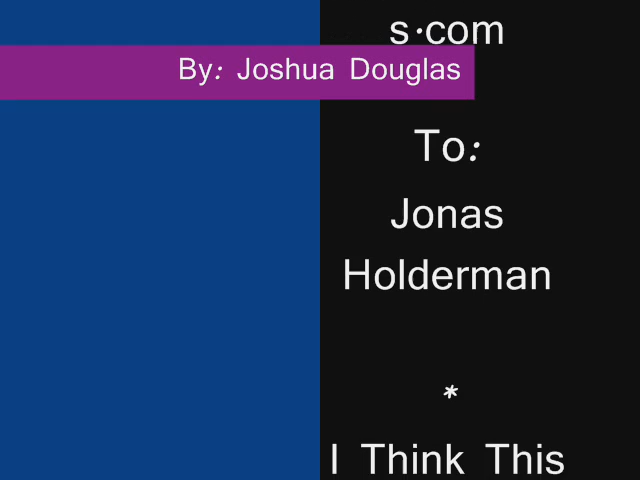 s.com
By: Joshua Douglas
To:
Jonas
Holderman
*
I Think This